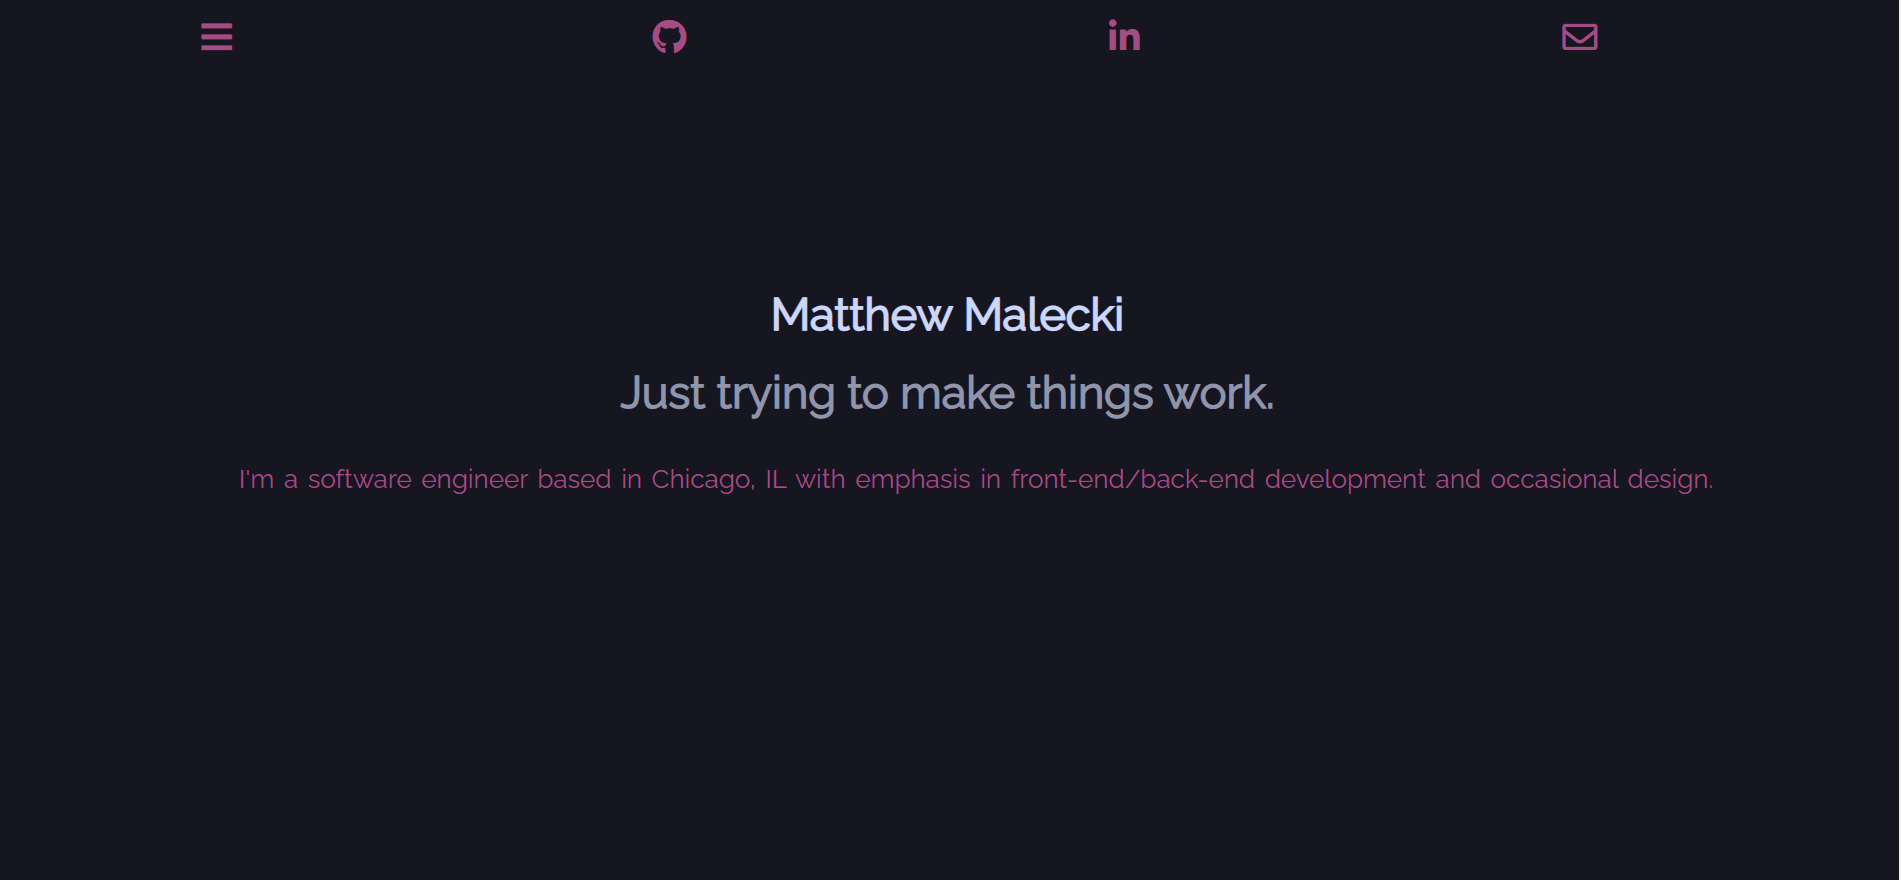 in
Matthew Malecki
Just trying to make things work.
I'm a software engineer based in Chicago, IL with emphasis in front-end/back-end development and occasional design.